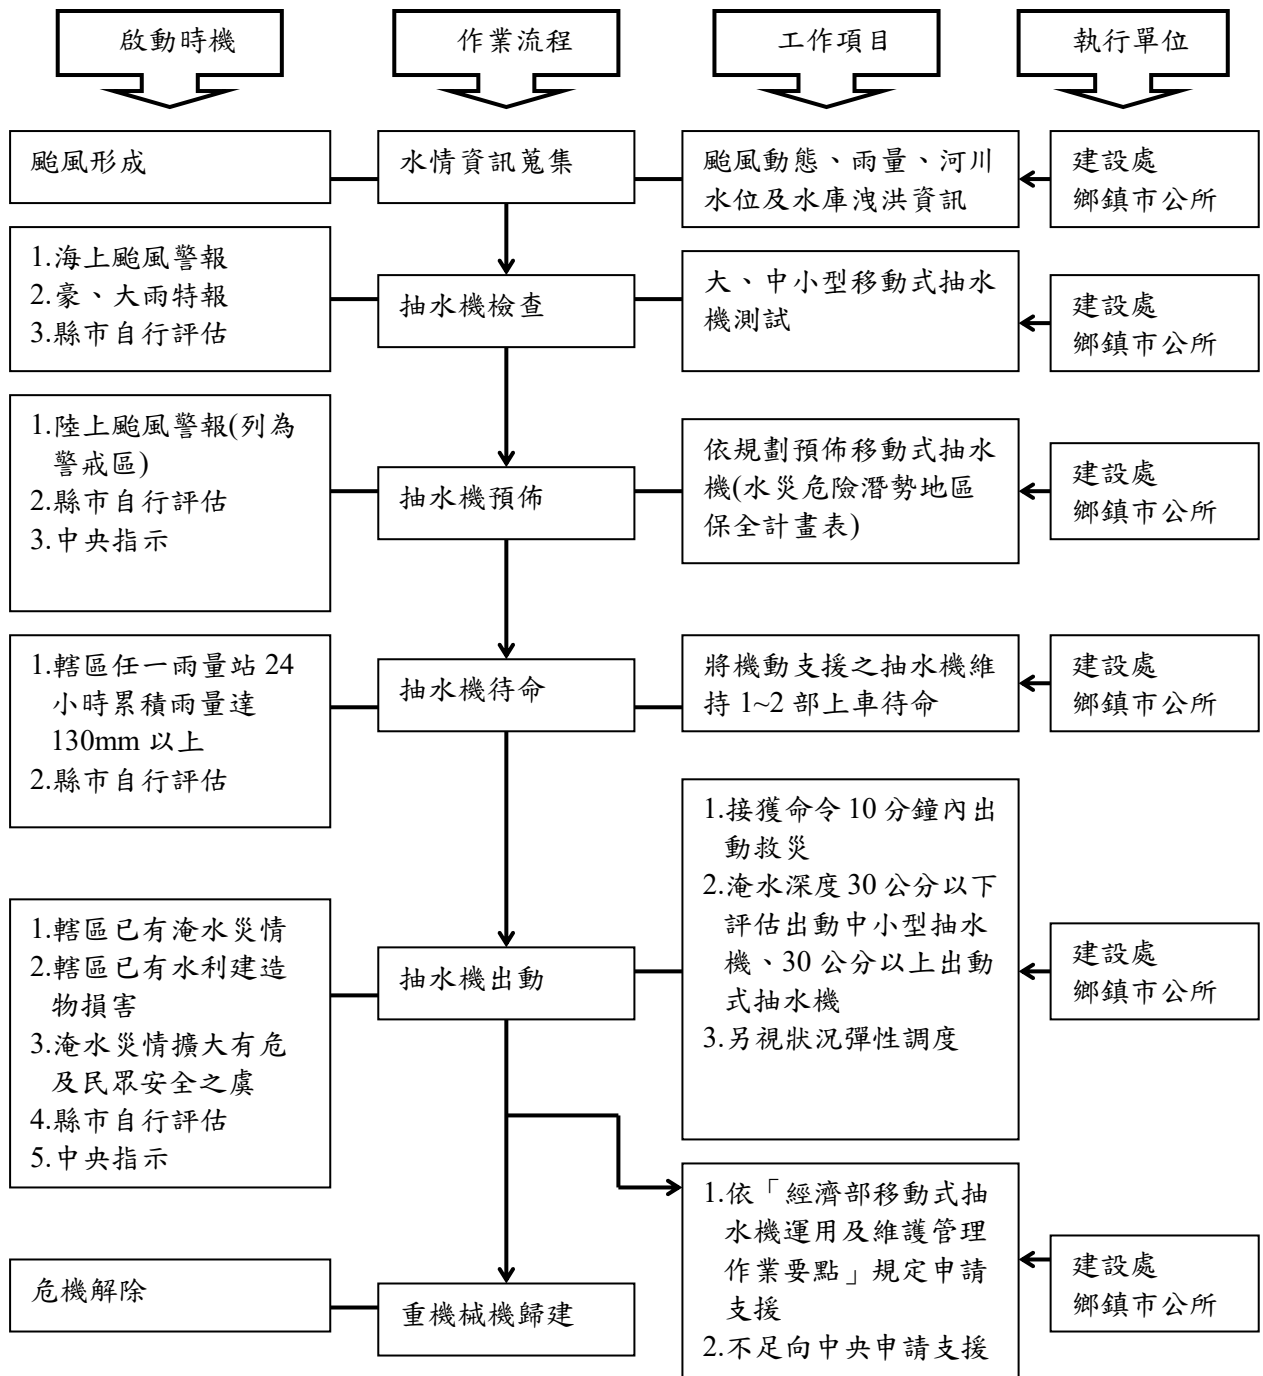 啟動時機
作業流程
工作項目
執行單位
颱風形成
水情資訊蒐集
颱風動態、雨量、河川
水位及水庫洩洪資訊
建設處
鄉鎮市公所
1.海上颱風警報
2.豪、大雨特報
3.縣市自行評估
抽水機檢查
大、中小型移動式抽水
機測試
建設處
鄉鎮市公所
1.陸上颱風警報(列為
警戒區)
2.縣市自行評估
3.中央指示
抽水機預佈
依規劃預佈移動式抽水
機(水災危險潛勢地區
保全計畫表)
建設處
鄉鎮市公所
1.轄區任一雨量站 24
小時累積雨量達
130mm 以上
2.縣市自行評估
抽水機待命
將機動支援之抽水機維
持 1~2 部上車待命
建設處
鄉鎮市公所
1.轄區已有淹水災情
2.轄區已有水利建造
物損害
3.淹水災情擴大有危
及民眾安全之虞
4.縣市自行評估
5.中央指示
抽水機出動
1.接獲命令 10 分鐘內出
動救災
2.淹水深度 30 公分以下
評估出動中小型抽水
機、30 公分以上出動
式抽水機
3.另視狀況彈性調度
建設處
鄉鎮市公所
危機解除
重機械機歸建
1.依「經濟部移動式抽
水機運用及維護管理
作業要點」規定申請
支援
2.不足向中央申請支援
建設處
鄉鎮市公所